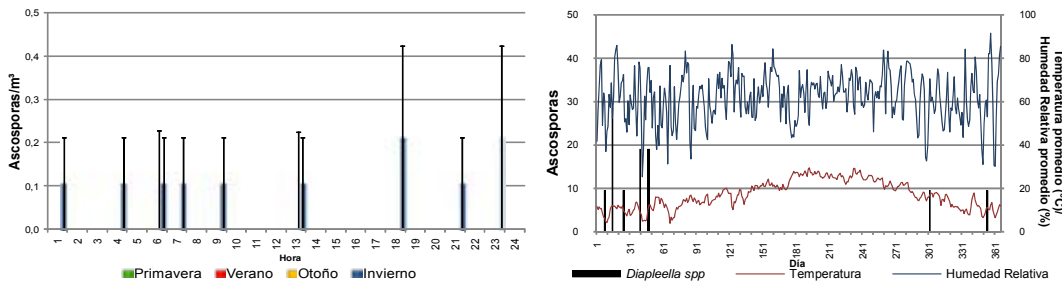 0,5
0,4
0,3
0,2
0,1
0,0
Ascosporas/m³
1 2 3 4 5 6 7 8 9 10 11 12 13 14 15 16 17 18 19 20 21 22 23 24
Hora
Primavera Verano Otoño Invierno
50
40
30
20
10
0
Ascosporas
100
80
60
40
20
0
Temperatura promedio (°C)/
Humedad Relativa promedio (%)
1 31 61 91 121 151 181 211 241 271 301 331 361
Día
Diapleella spp Temperatura Humedad Relativa